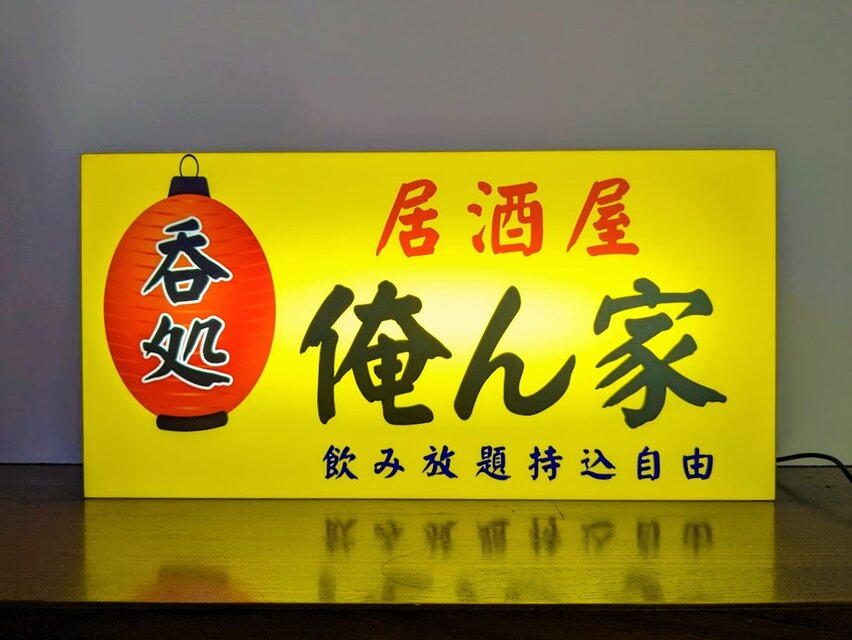 呑処
居酒屋
俺ん家
飲み放題持込自由